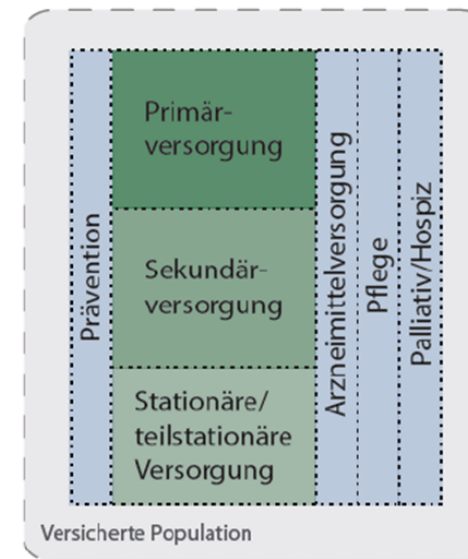 Prävention
Primär-
versorgung
Sekundär-
versorgung
Stationäre/
teilstationäre
Versorgung
Arzneimittelversorgung
Pflege
Palliativ/Hospiz
Versicherte Population